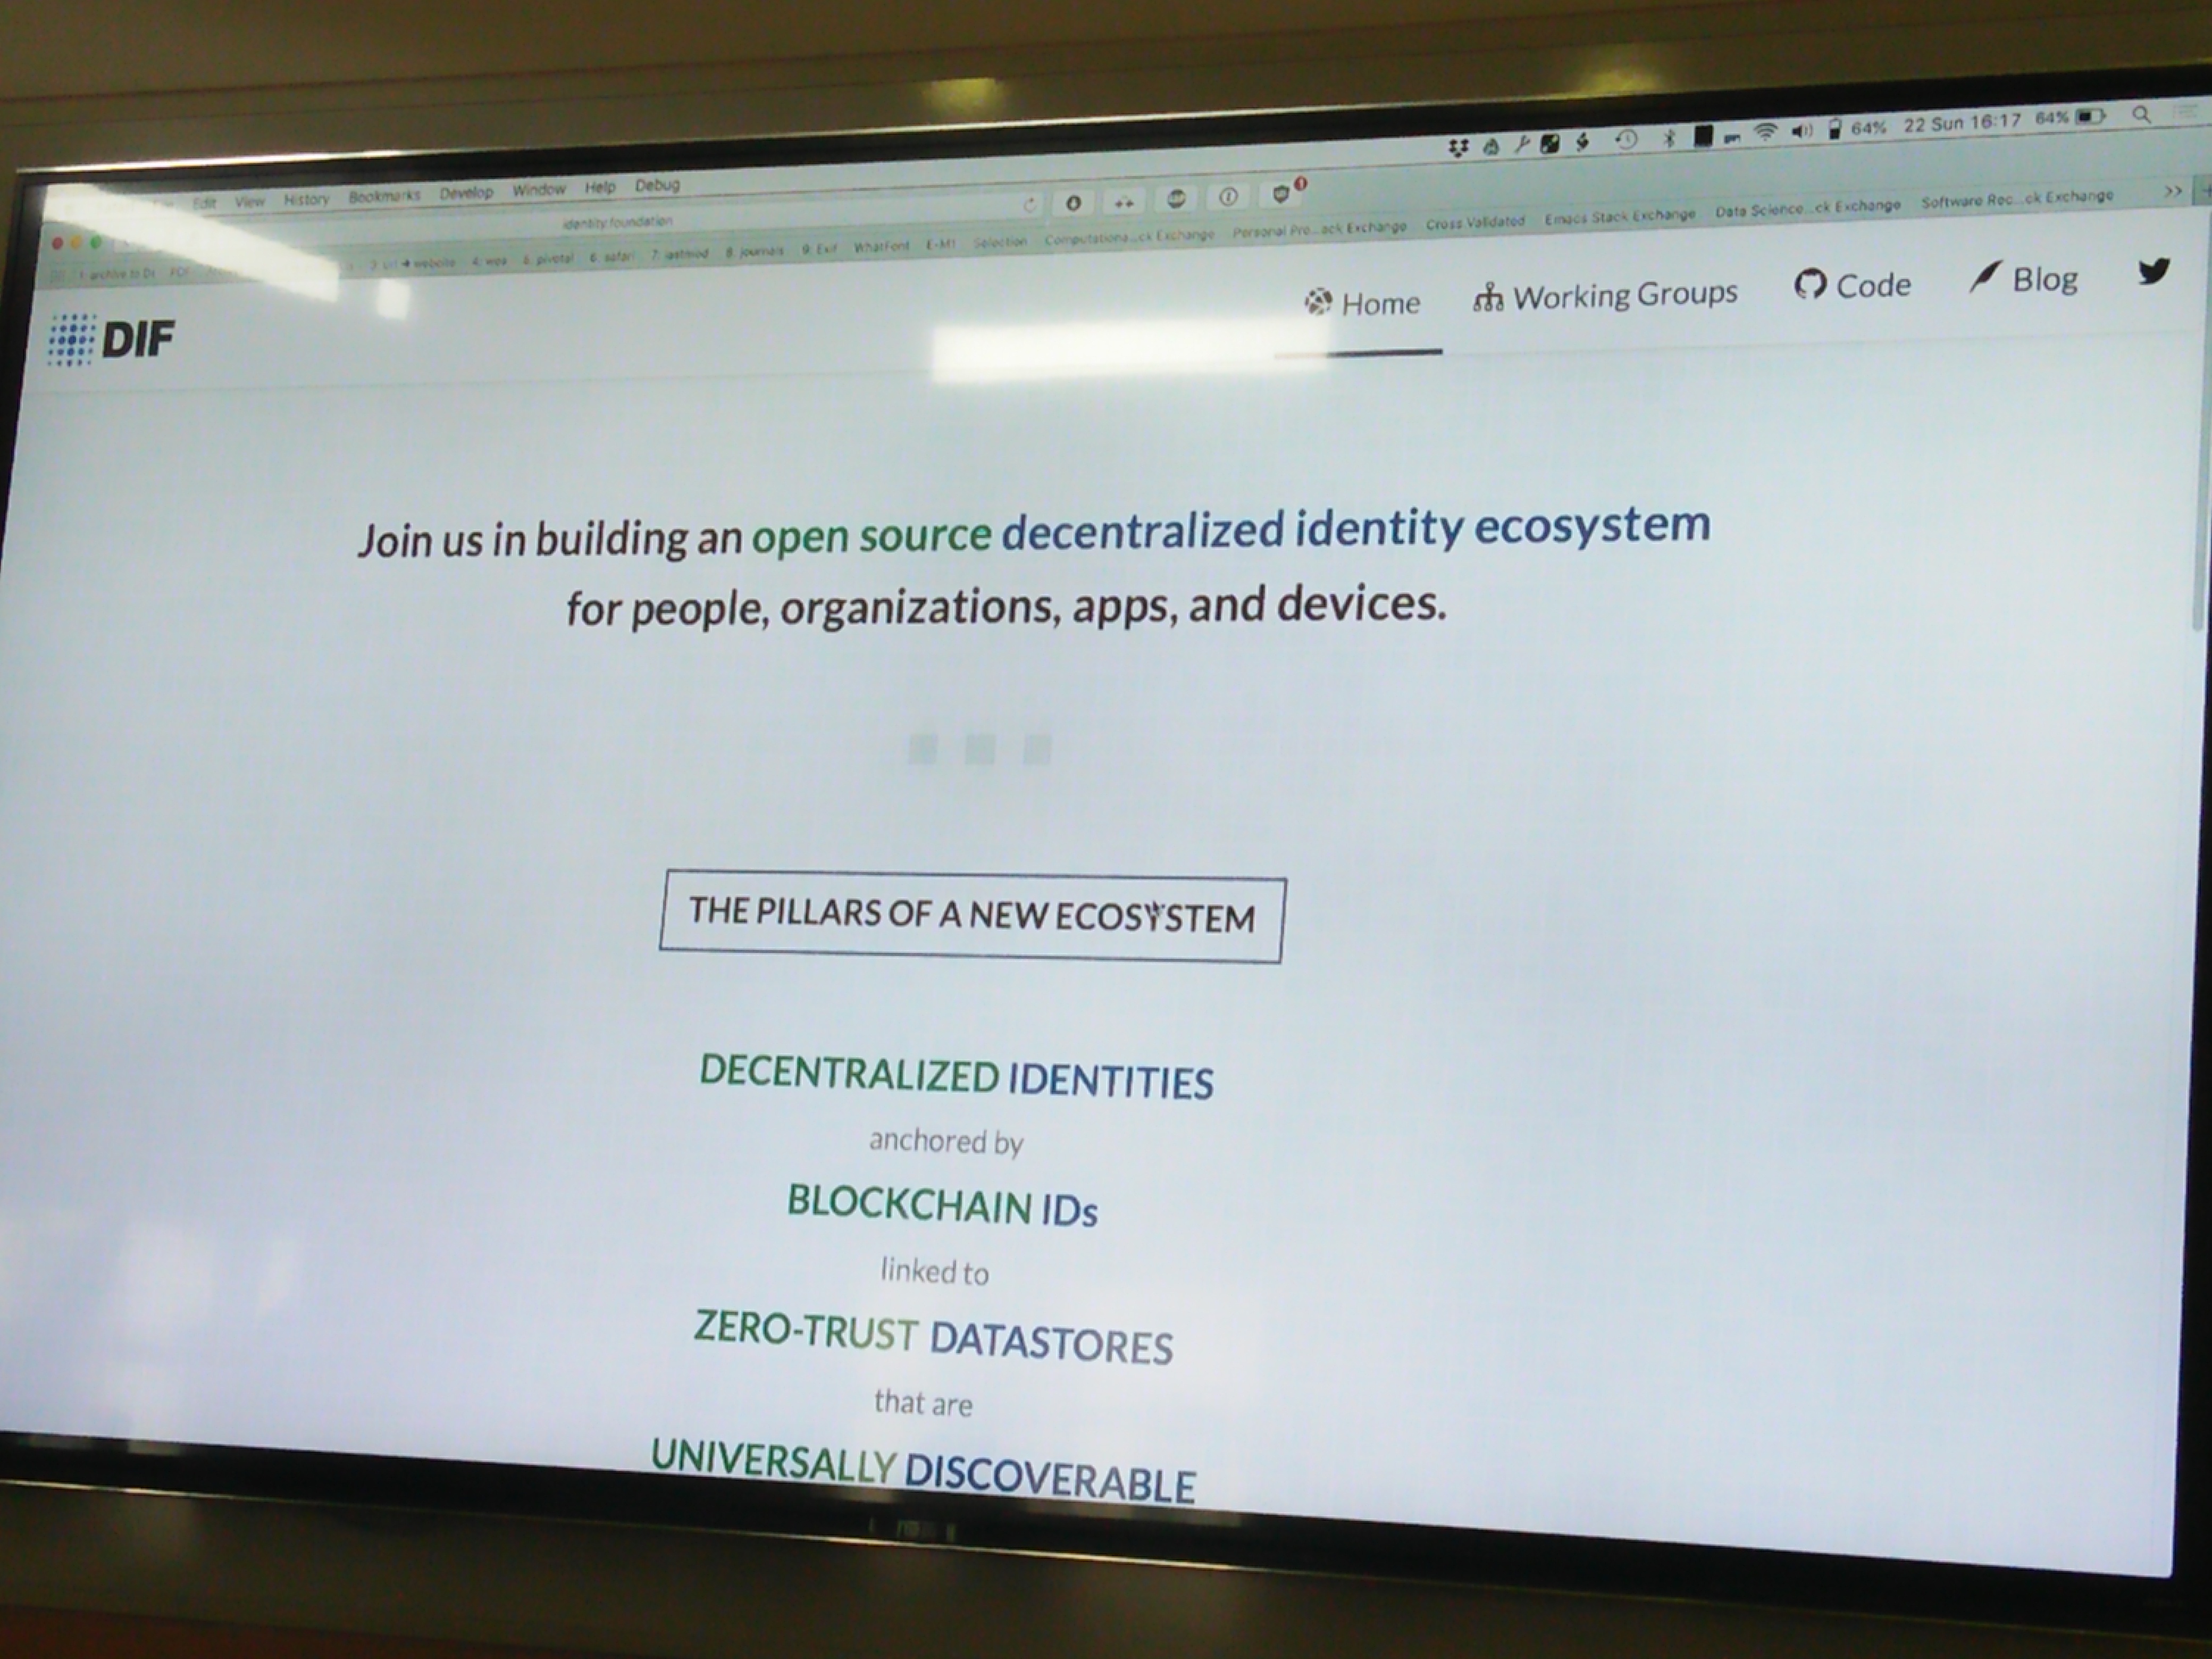 Edit View History Bookmarks Develop Window Help Debug
64% 22 Sun 16:17 64%
identity foundation
WhatFont E-M1 Selection Computationa...ck Exchange Personal Pro...ack Exchange Cross Validated Emacs Stack Exchange Data Science...ck Exchange Software Rec...ck Exchange >>
DIF
Home Working Groups Code Blog
Join us in building an open source decentralized identity ecosystem
for people, organizations, apps, and devices.
THE PILLARS OF A NEW ECOSYSTEM
DECENTRALIZED IDENTITIES
anchored by
BLOCKCHAIN IDs
linked to
ZERO-TRUST DATASTORES
that are
UNIVERSALLY DISCOVERABLE